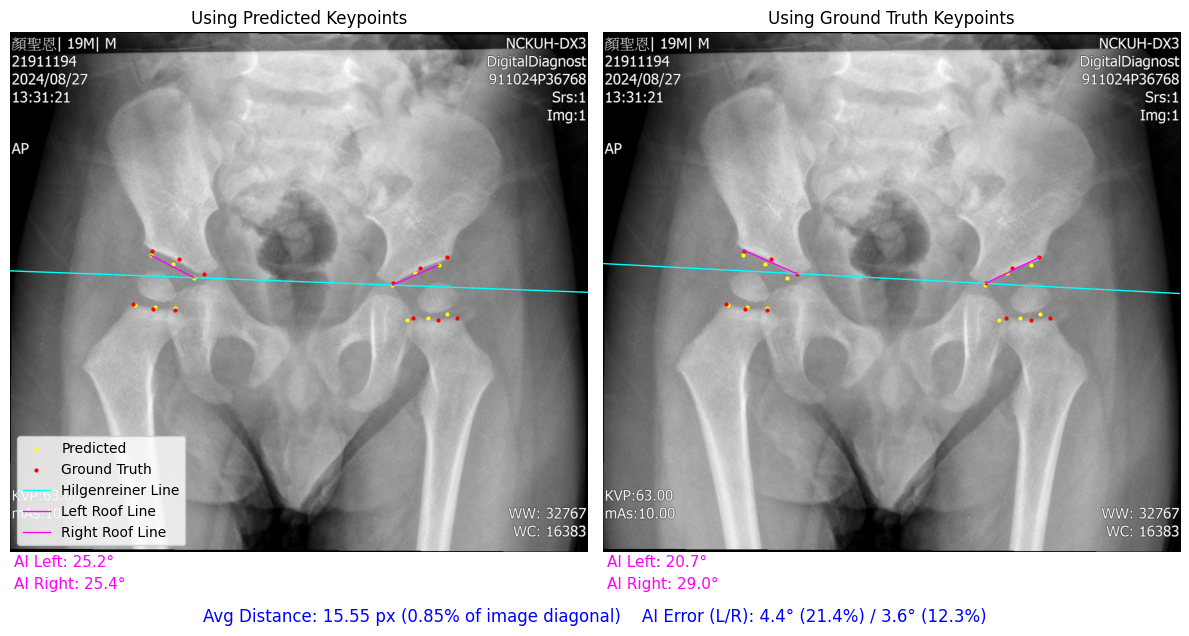 Using Predicted Keypoints
顏聖恩| 19M| M
21911194
2024/08/27
13:31:21
AP
NCKUH-DX3
DigitalDiagnost
911024P36768
Srs:1
Img:1
Predicted
Ground Truth
Hilgenreiner Line
Left Roof Line
Right Roof Line
KVP:63.00
mAs:10
WW: 32767
WC: 16383
AI Left: 25.2°
AI Right: 25.4°
Using Ground Truth Keypoints
顏聖恩| 19M| M
21911194
2024/08/27
13:31:21
AP
NCKUH-DX3
DigitalDiagnost
911024P36768
Srs:1
Img:1
KVP:63.00
mAs:10.00
WW: 32767
WC: 16383
AI Left: 20.7°
AI Right: 29.0°
Avg Distance: 15.55 px (0.85% of image diagonal) AI Error (L/R): 4.4° (21.4%) / 3.6° (12.3%)